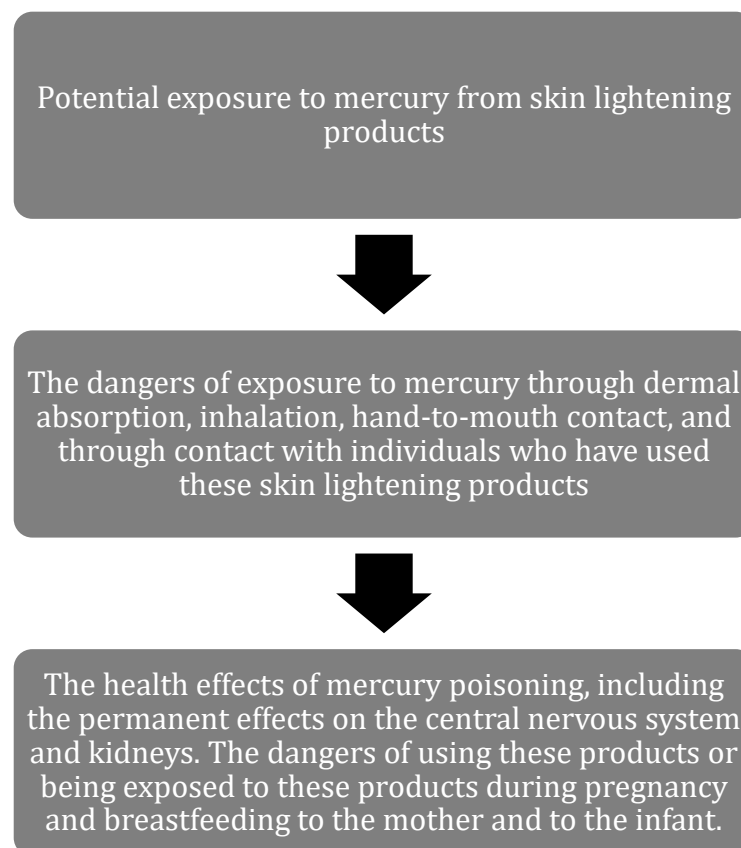 Potential exposure to mercury from skin lightening
products
The dangers of exposure to mercury through dermal
absorption, inhalation, hand-to-mouth contact, and
through contact with individuals who have used
these skin lightening products
The health effects of mercury poisoning, including
the permanent effects on the central nervous system
and kidneys. The dangers of using these products or
being exposed to these products during pregnancy
and breastfeeding to the mother and to the infant.